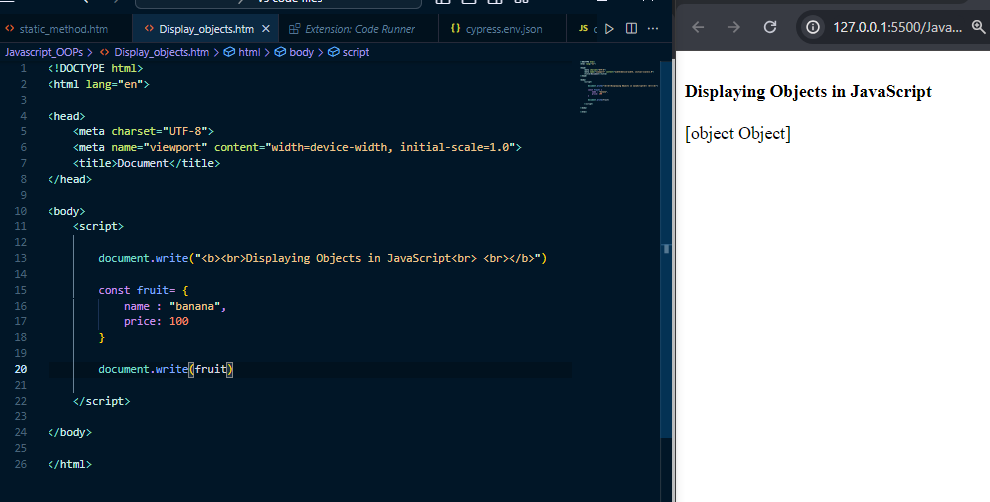 static_method.htm
Display_objects.htm
Extension: Code Runner
{} cypress.env.json
JS
127.0.0.1:5500/Java...
Javascript_OOPs > Display_objects.htm > html > body > script
1 <!DOCTYPE html>
2 <html lang="en">
3
4 <head>
5 <meta charset="UTF-8">
6 <meta name="viewport" content="width=device-width, initial-scale=1.0">
7 <title>Document</title>
8 </head>
9
10 <body>
11 <script>
12
13 document.write("<b><br>Displaying Objects in JavaScript<br> <br></b>")
14
15 const fruit= {
16 name : "banana",
17 price: 100
18 }
19
20 document.write(fruit)
21
22 </script>
23
24 </body>
25
26 </html>
Displaying Objects in JavaScript
[object Object]